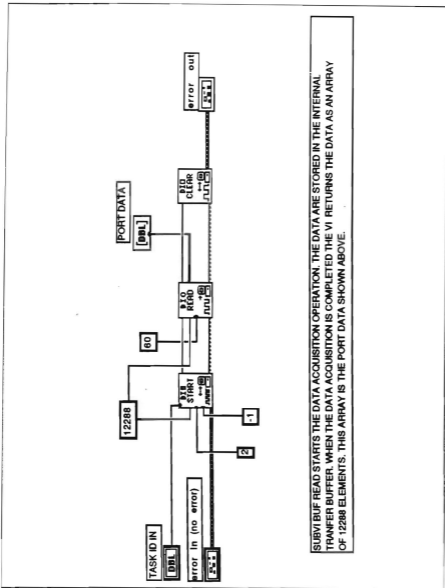 TASK ID IN
DBL
error in (no error)
12288
2
-1
DIO
START
60
DIO
READ
PORT DATA
[DBL]
DIO
CLEAR
error out
SUBVI BUF READ STARTS THE DATA ACQUISITION OPERATION. THE DATA ARE STORED IN THE INTERNAL
TRANFER BUFFER. WHEN THE DATA ACQUISITION IS COMPLETED THE VI RETURNS THE DATA AS AN ARRAY
OF 12288 ELEMENTS. THIS ARRAY IS THE PORT DATA SHOWN ABOVE.